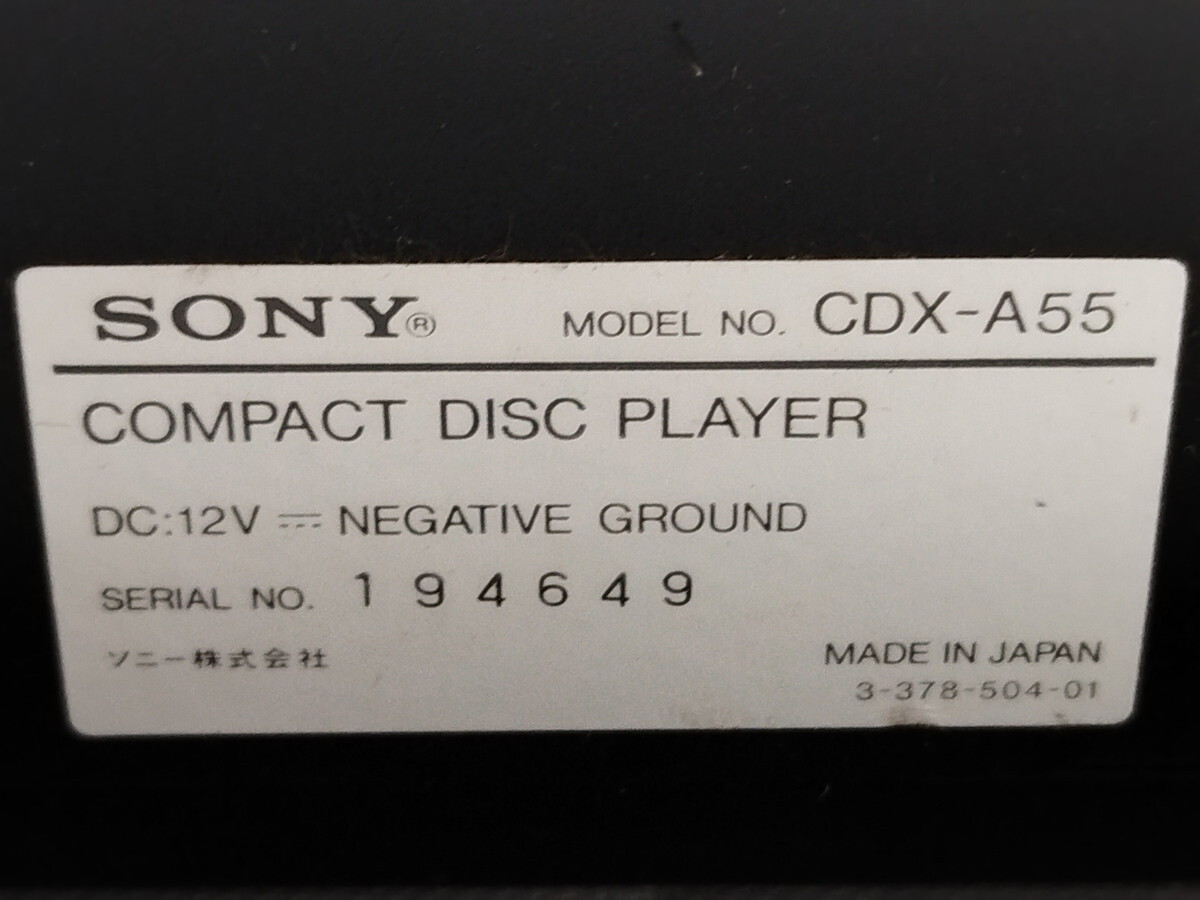 SONY® MODEL NO. CDX-A55
COMPACT DISC PLAYER
DC:12V ⎓ NEGATIVE GROUND
SERIAL NO. 194649
ソニー株式会社
MADE IN JAPAN
3-378-504-01